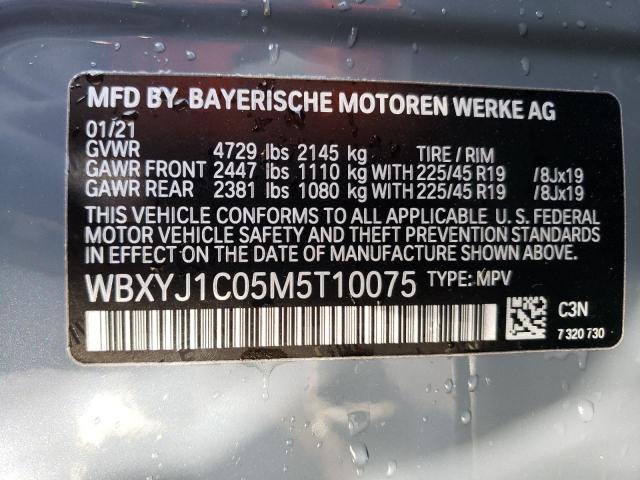 MFD BY. BAYERISCHE MOTOREN WERKE AG
01/21
GVWR 4729 lbs 2145 kg TIRE / RIM
GAWR FRONT 2447 lbs 1110 kg WITH 225/45 R19 /8Jx19
GAWR REAR 2381 lbs 1080 kg WITH 225/45 R19 /8Jx19
THIS VEHICLE CONFORMS TO ALL APPLICABLE U. S. FEDERAL
MOTOR VEHICLE SAFETY AND THEFT PREVENTION STANDARDS
IN EFFECT ON THE DATE OF MANUFACTURE SHOWN ABOVE.
WBXYJ1C05M5T10075 TYPE: MPV
C3N
7 320 730